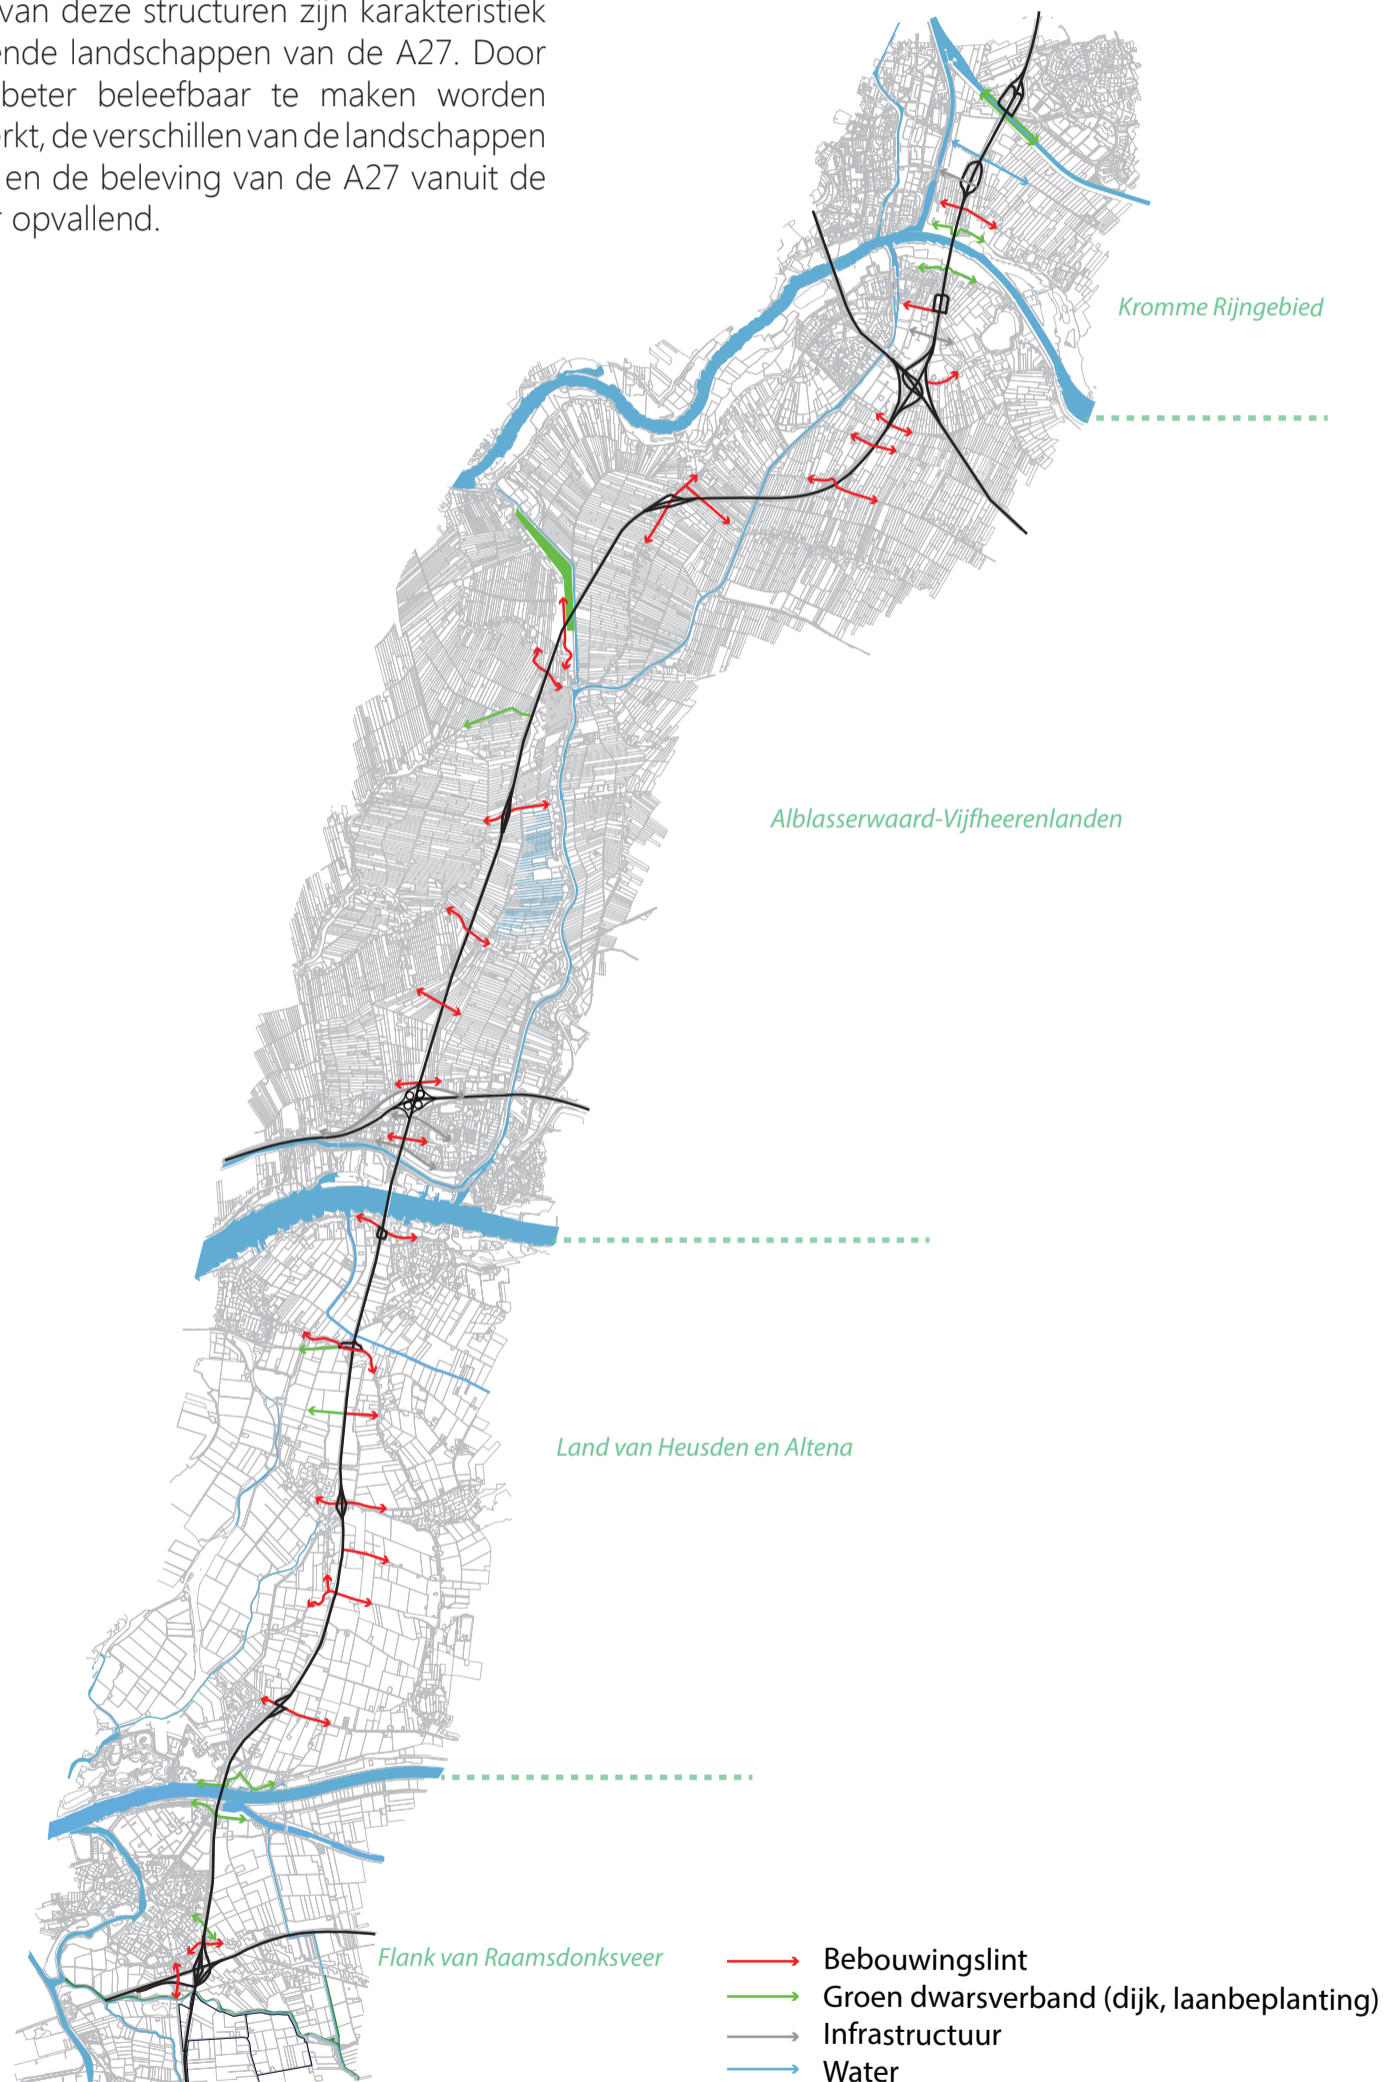 van deze structuren zijn karakteristiek
ende landschappen van de A27. Door
beter beleefbaar te maken worden
rkt, de verschillen van de landschappen
en de beleving van de A27 vanuit de
r opvallend.
Kromme Rijngebied
Alblasserwaard-Vijfheerenlanden
Land van Heusden en Altena
Flank van Raamsdonksveer
Bebouwingslint
Groen dwarsverband (dijk, laanbeplanting)
Infrastructuur
Water